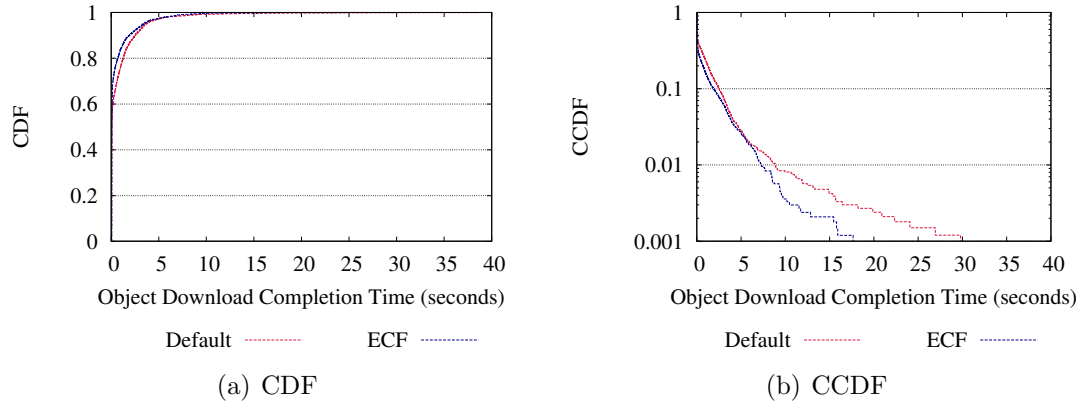 1
0.8
0.6
0.4
0.2
0
CDF
0 5 10 15 20 25 30 35 40
Object Download Completion Time (seconds)
Default ECF
(a) CDF
1
0.1
0.01
0.001
CCDF
0 5 10 15 20 25 30 35 40
Object Download Completion Time (seconds)
Default ECF
(b) CCDF